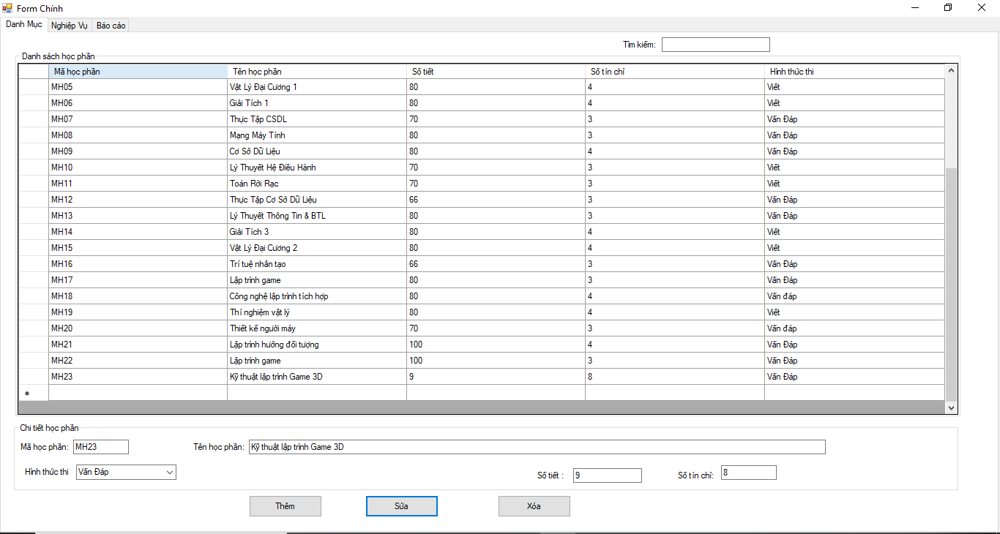 Form Chính
Danh Mục Nghiệp Vụ Báo cáo
Tìm kiếm:
Danh sách học phần
Mã học phần Tên học phần Số tiết Số tín chỉ Hình thức thi
MH05 Vật Lý Đại Cương 1 80 4 Viết
MH06 Giải Tích 1 80 4 Viết
MH07 Thực Tập CSDL 70 3 Vấn Đáp
MH08 Mạng Máy Tính 80 3 Vấn Đáp
MH09 Cơ Sở Dữ Liệu 80 4 Vấn Đáp
MH10 Lý Thuyết Hệ Điều Hành 70 3 Viết
MH11 Toán Rời Rạc 70 3 Viết
MH12 Thực Tập Cơ Sở Dữ Liệu 66 3 Vấn Đáp
MH13 Lý Thuyết Thông Tin & BTL 80 3 Vấn Đáp
MH14 Giải Tích 3 80 4 Viết
MH15 Vật Lý Đại Cương 2 80 4 Viết
MH16 Trí tuệ nhân tạo 66 3 Vấn Đáp
MH17 Lập trình game 80 3 Vấn Đáp
MH18 Công nghệ lập trình tích hợp 80 4 Vấn đáp
MH19 Thí nghiệm vật lý 80 4 Viết
MH20 Thiết kế người máy 70 3 Vấn đáp
MH21 Lập trình hướng đối tượng 100 4 Vấn Đáp
MH22 Lập trình game 100 3 Vấn Đáp
MH23 Kỹ thuật lập trình Game 3D 9 8 Vấn Đáp
*
Chi tiết học phần
Mã học phần: MH23 Tên học phần: Kỹ thuật lập trình Game 3D
Hình thức thi Vấn Đáp Số tiết : 9 Số tín chỉ: 8
Thêm Sửa Xóa